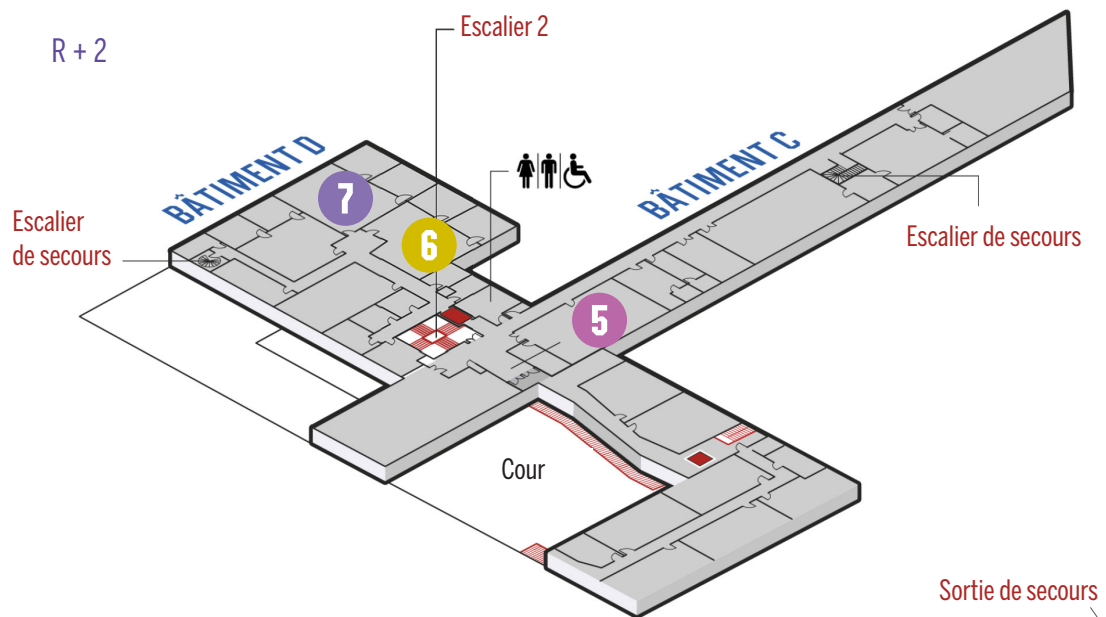 R + 2
Escalier 2
BÂTIMENT D
BÂTIMENT C
7
6
5
Escalier
de secours
Escalier de secours
Cour
Sortie de secours